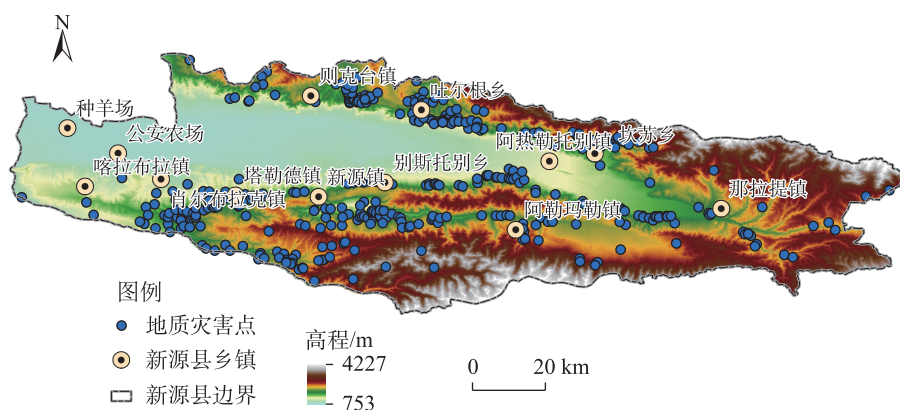 N
则克台镇
吐尔根乡
种羊场
公安农场
阿热勒托别镇
坎苏乡
喀拉布拉镇
塔勒德镇
新源镇
别斯托别乡
肖尔布拉克镇
那拉提镇
阿勒玛勒镇
图例
地质灾害点
新源县乡镇
新源县边界
高程/m
4227
753
0 20 km